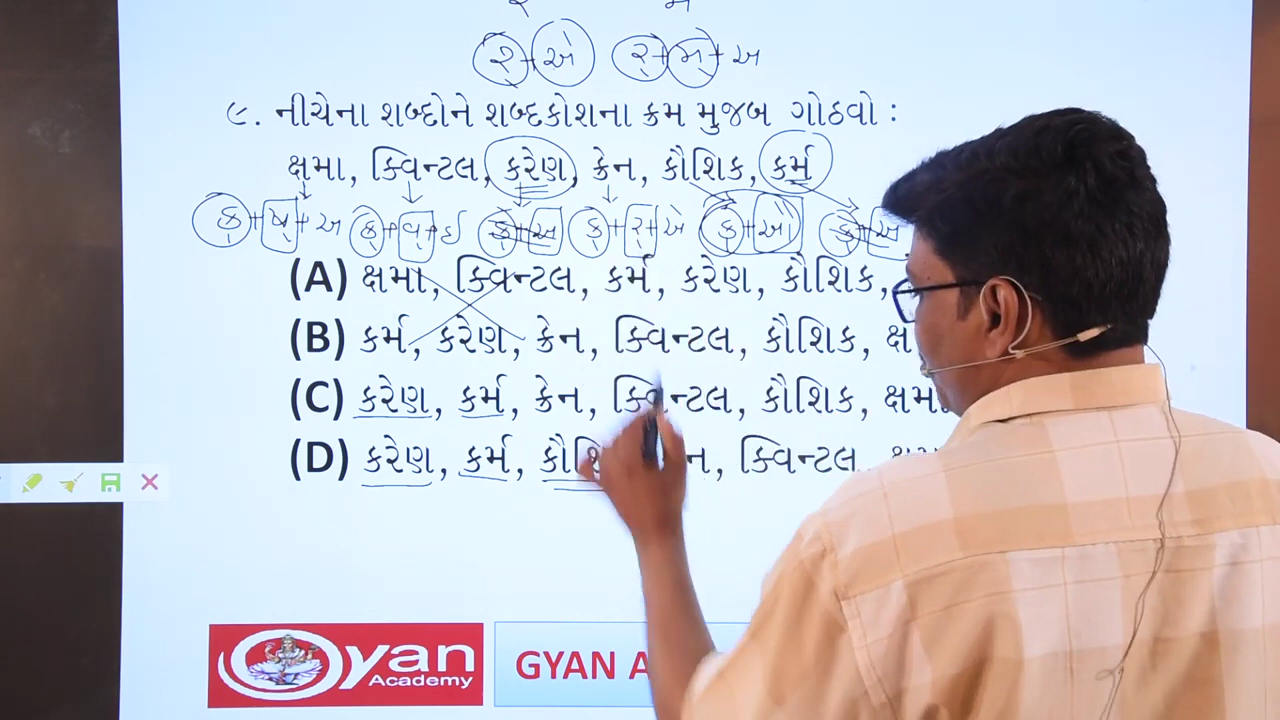 ર્+એ ર્+મ્+અ
૯. નીચેના શબ્દોને શબ્દકોશના ક્રમ મુજબ ગોઠવો :
ક્ષમા, ક્વિન્ટલ, કરેણ, ક્રેન, કૌશિક, કર્મ
ક્+ષ્+અ ક્+વ્+ઇ ક્+અ ક્+ર્+એ ક્+ઔ ક્+અ
(A) ક્ષમા, ક્વિન્ટલ, કર્મ, કરેણ, કૌશિક,
(B) કર્મ, કરેણ, ક્રેન, ક્વિન્ટલ, કૌશિક,
(C) કરેણ, કર્મ, ક્રેન, ક્વિન્ટલ, કૌશિક, ક્ષમા
(D) કરેણ, કર્મ, ક્વિન્ટલ,
Gyan Academy
GYAN